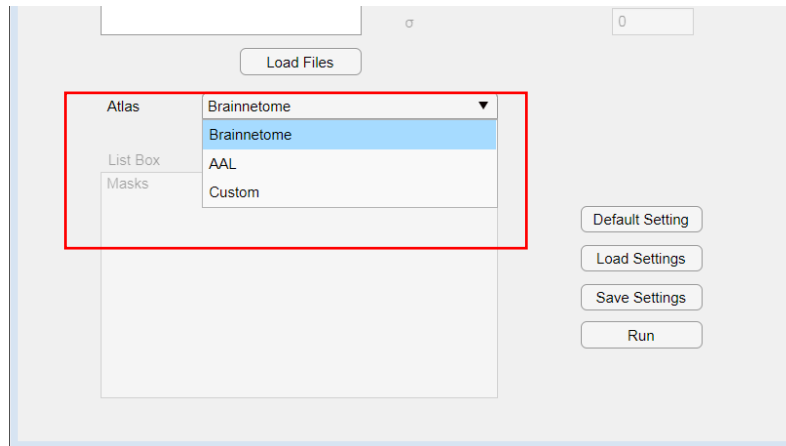 σ
0
Load Files
Atlas
Brainnetome
Brainnetome
AAL
Custom
List Box
Masks
Default Setting
Load Settings
Save Settings
Run